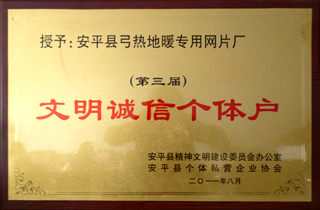 授予：安平县弓热地暖专用网片厂
（第三届）
文明诚信个体户
安平县精神文明建设委员会办公室
安平县个体私营企业协会
二〇一一年八月